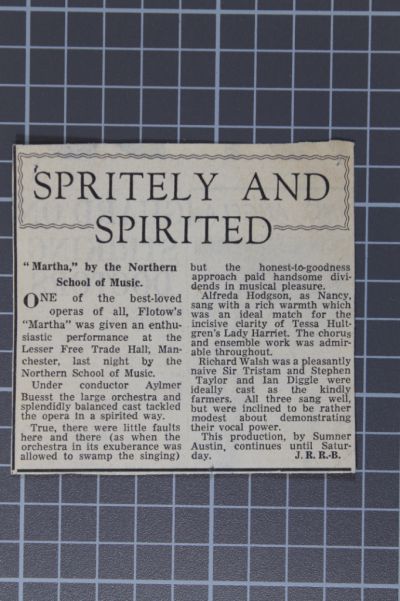 SPRITELY AND
SPIRITED
"Martha," by the Northern
School of Music.
ONE of the best-loved
operas of all, Flotow's
"Martha" was given an enthu-
siastic performance at the
Lesser Free Trade Hall, Man-
chester, last night by the
Northern School of Music.
Under conductor Aylmer
Buesst the large orchestra and
splendidly balanced cast tackled
the opera in a spirited way.
True, there were little faults
here and there (as when the
orchestra in its exuberance was
allowed to swamp the singing)
but the honest-to-goodness
approach paid handsome divi-
dends in musical pleasure.
Alfreda Hodgson, as Nancy,
sang with a rich warmth which
was an ideal match for the
incisive clarity of Tessa Hult-
gren's Lady Harriet. The chorus
and ensemble work was admir-
able throughout.
Richard Walsh was a pleasantly
naive Sir Tristam and Stephen
Taylor and Ian Diggle were
ideally cast as the kindly
farmers. All three sang well,
but were inclined to be rather
modest about demonstrating
their vocal power.
This production, by Sumner
Austin, continues until Satur-
day. J. R. R.-B.